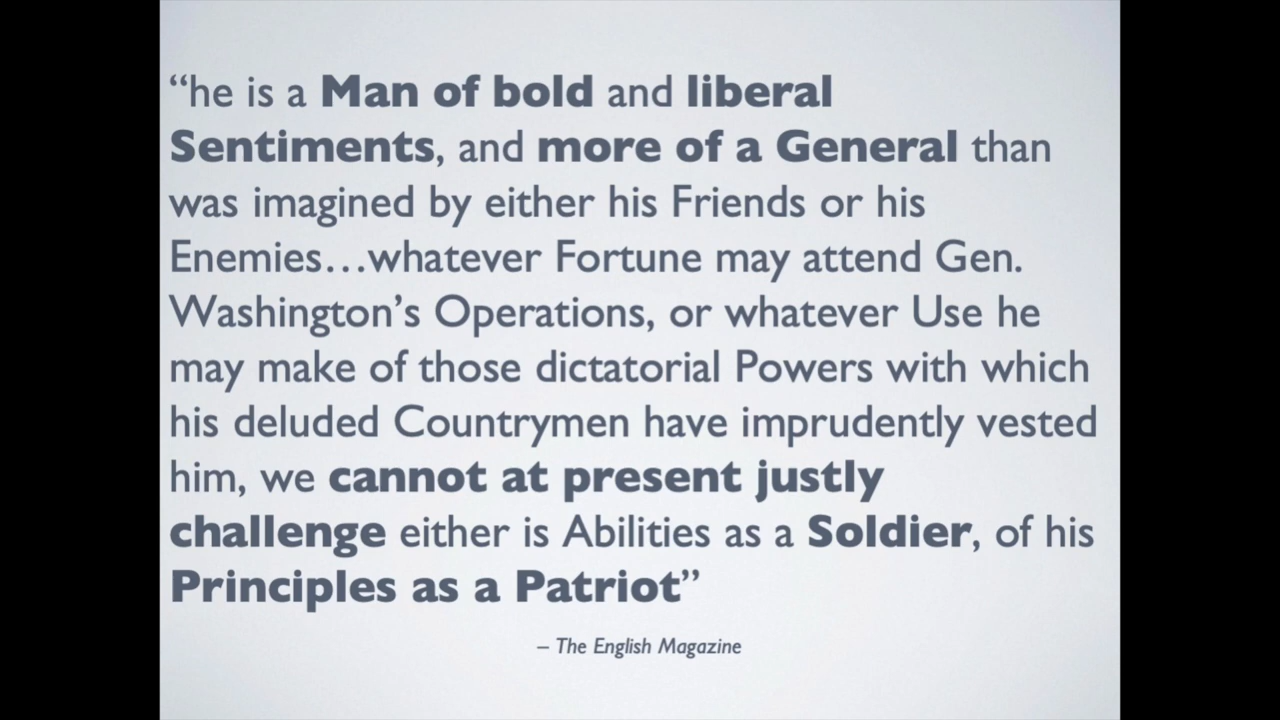 “he is a Man of bold and liberal
Sentiments, and more of a General than
was imagined by either his Friends or his
Enemies…whatever Fortune may attend Gen.
Washington’s Operations, or whatever Use he
may make of those dictatorial Powers with which
his deluded Countrymen have imprudently vested
him, we cannot at present justly
challenge either is Abilities as a Soldier, of his
Principles as a Patriot”
– The English Magazine